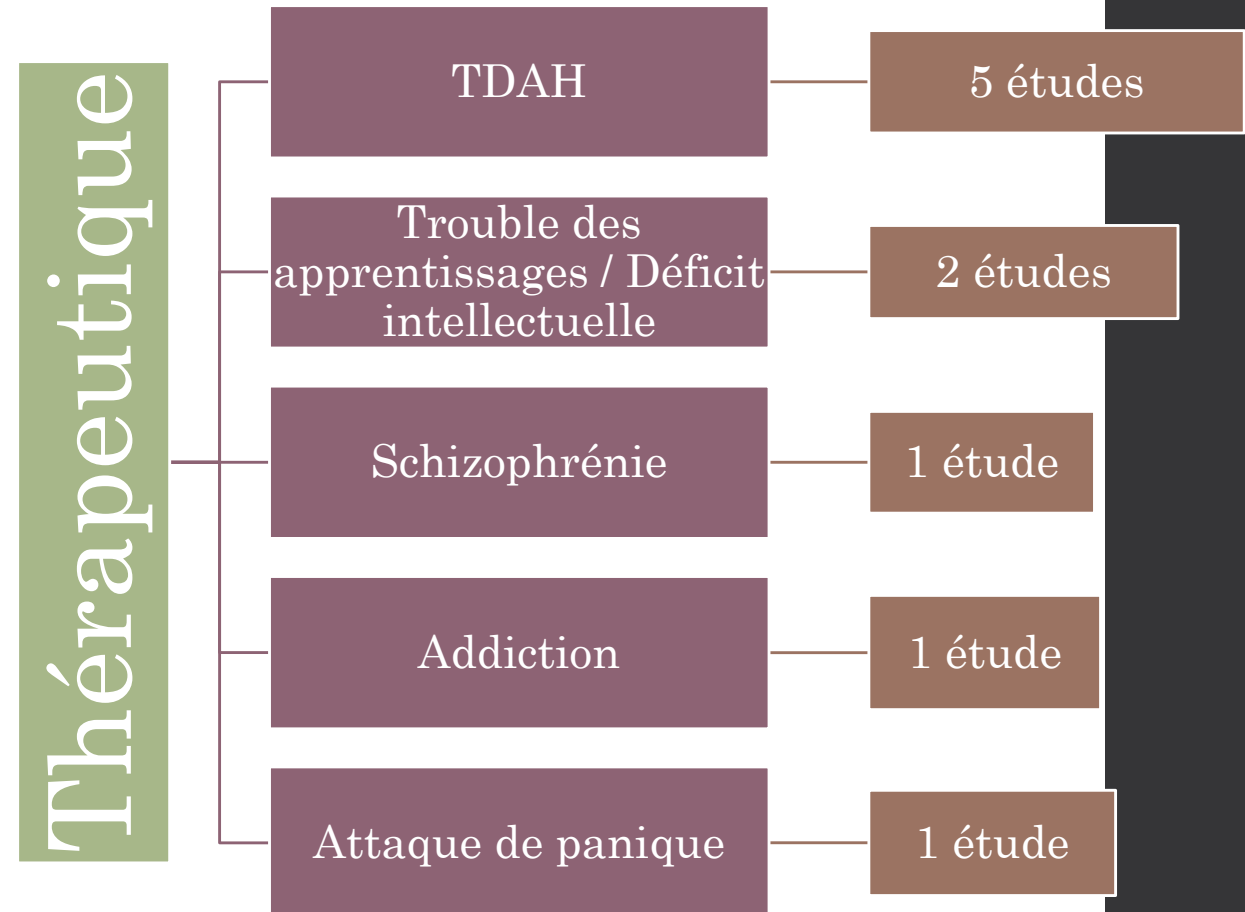 Thérapeutique
TDAH
5 études
Trouble des
apprentissages / Déficit
intellectuelle
2 études
Schizophrénie
1 étude
Addiction
1 étude
Attaque de panique
1 étude